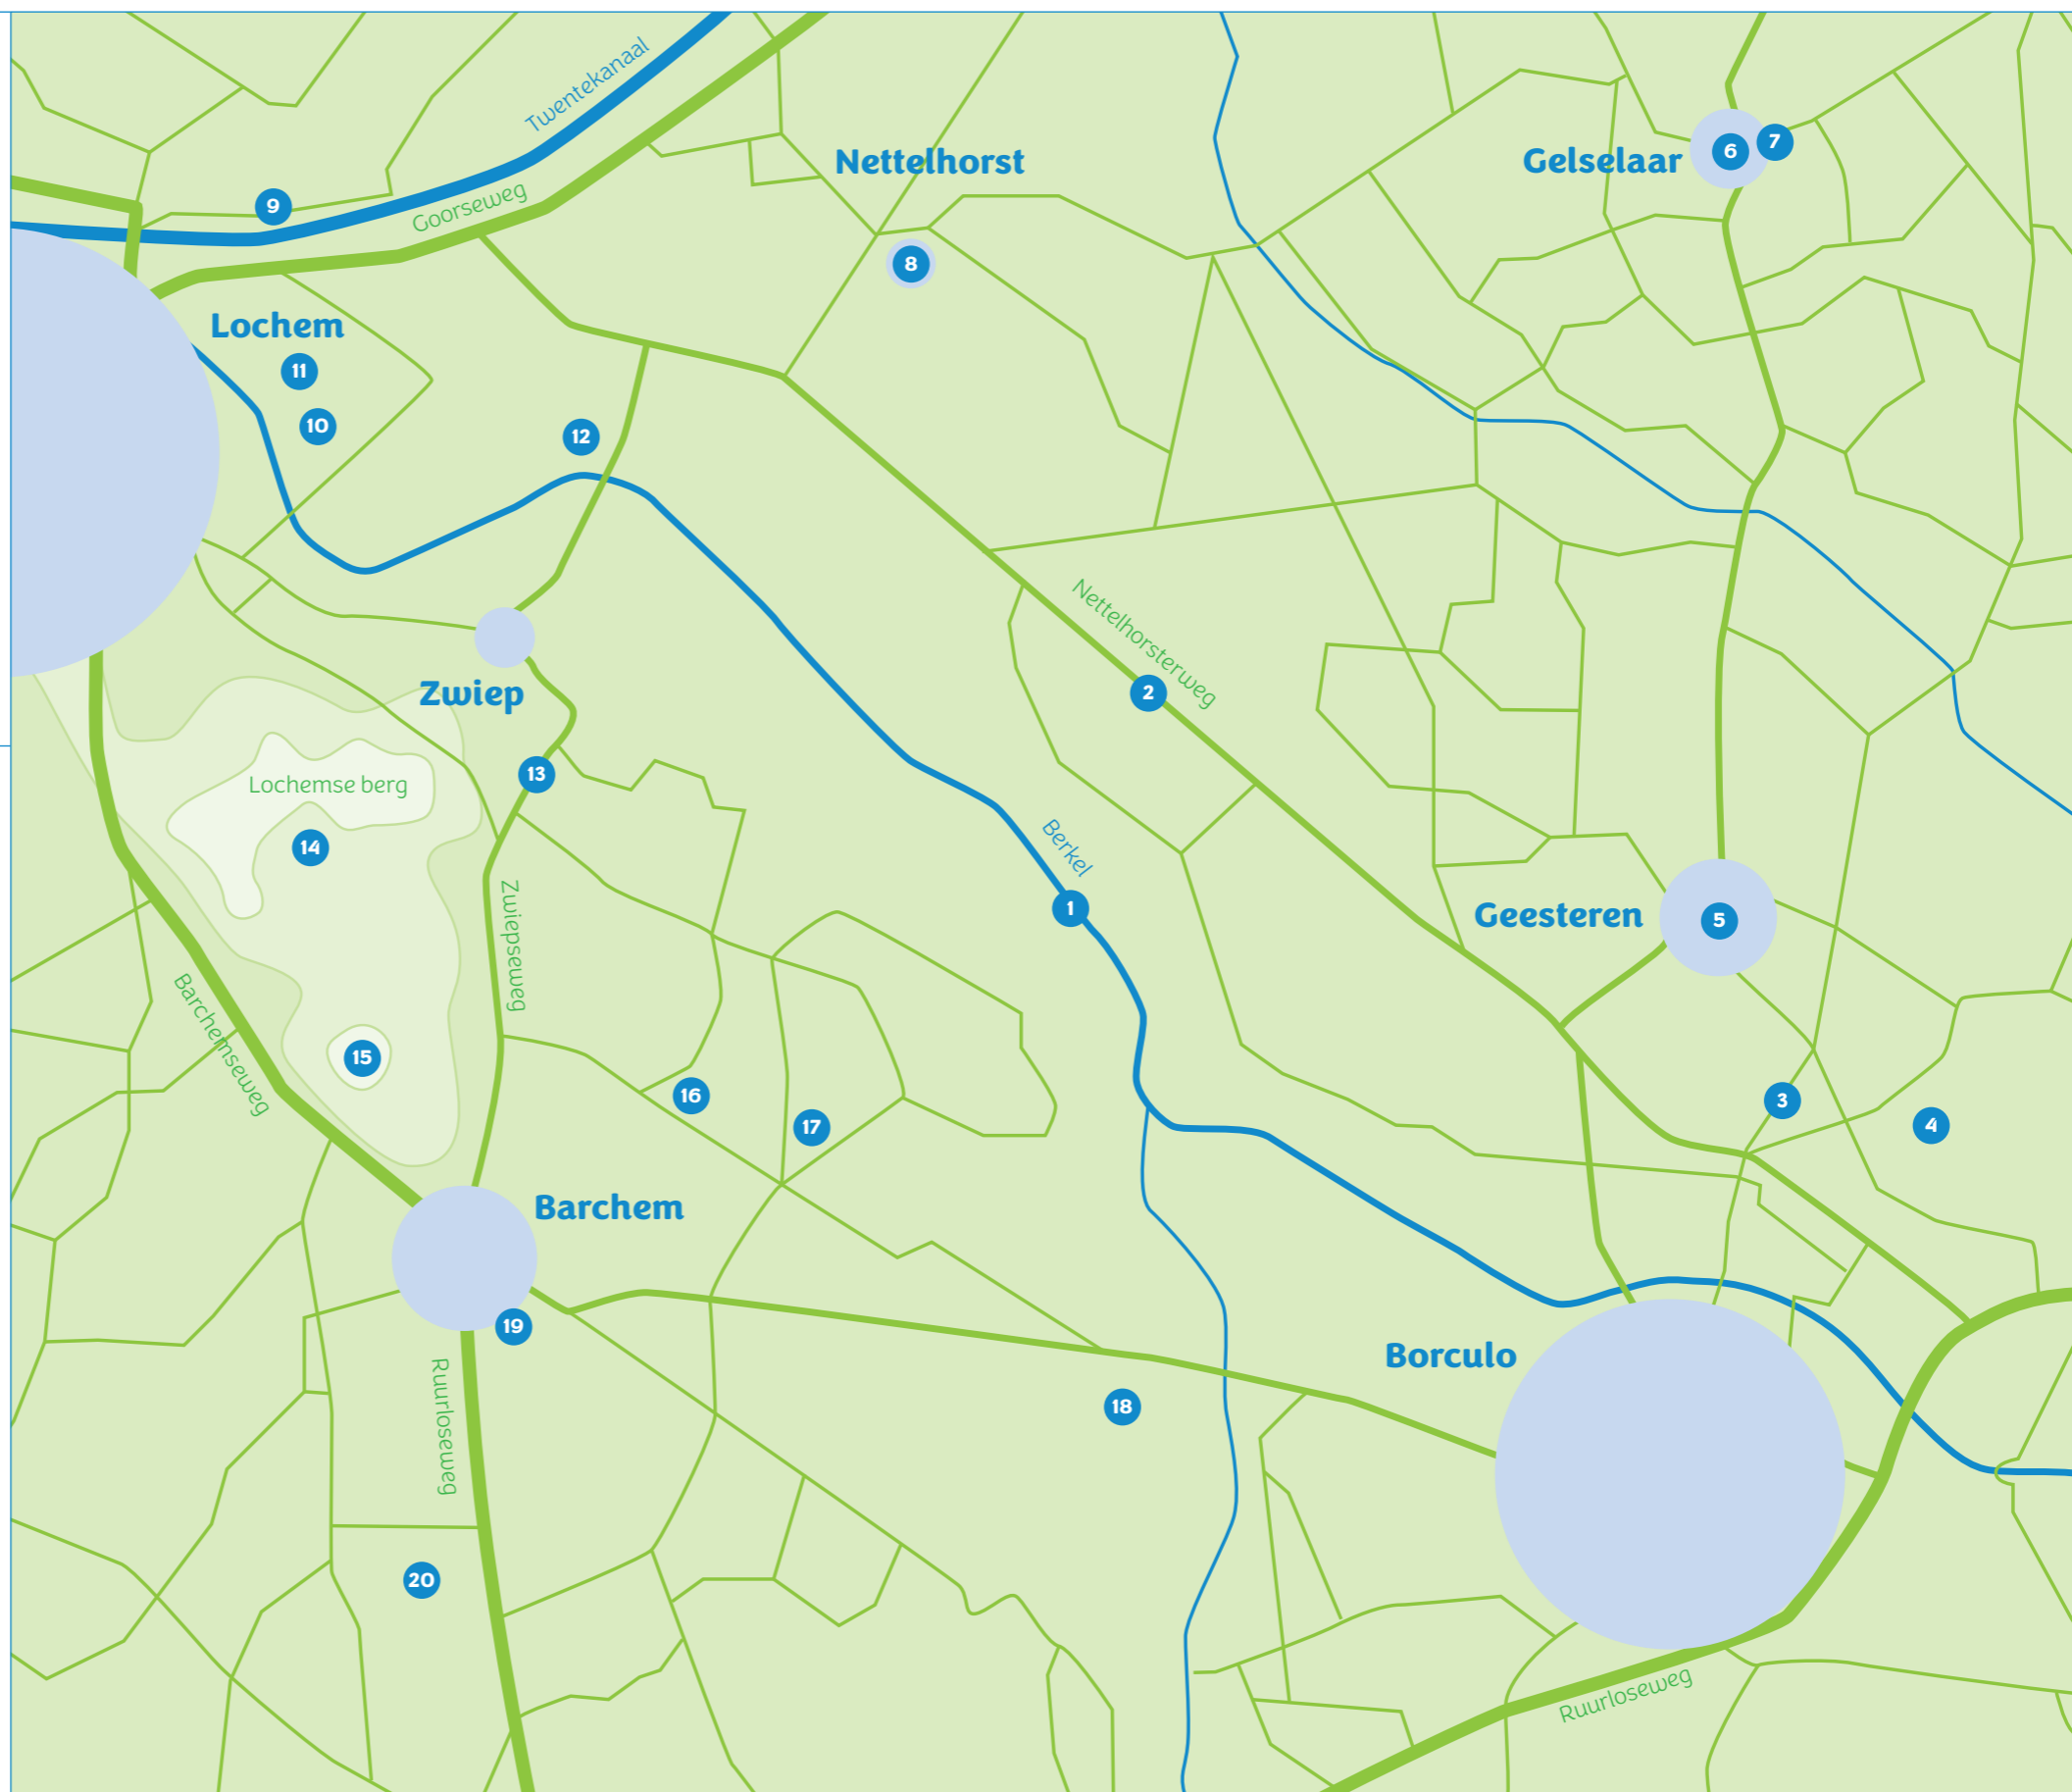 Twentekanaal
Nettelhorst
Gelselaar
6
7
9
Goorseweg
8
Lochem
11
10
12
Nettelhorsterweg
2
Zwiep
13
Lochemse berg
14
Berkel
1
Zwiepseweg
Geesteren
5
Barchemseweg
15
16
17
3
4
Barchem
19
Borculo
18
Ruurloseweg
20
Ruurloseweg